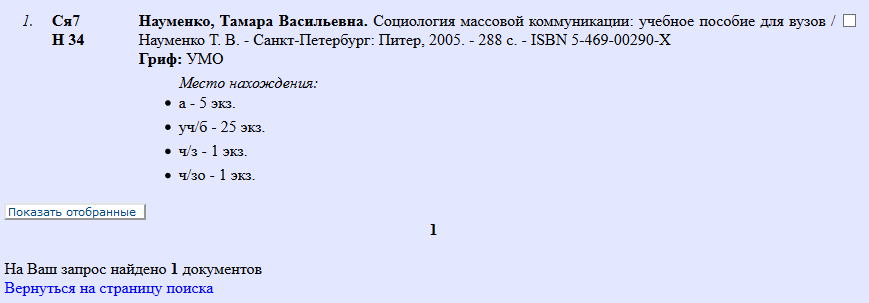 1. Ся7 Науменко, Тамара Васильевна. Социология массовой коммуникации: учебное пособие для вузов /
Н 34 Науменко Т. В. - Санкт-Петербург: Питер, 2005. - 288 с. - ISBN 5-469-00290-X
Гриф: УМО
Место нахождения:
• а - 5 экз.
• уч/б - 25 экз.
• ч/з - 1 экз.
• ч/зо - 1 экз.
Показать отобранные
1
На Ваш запрос найдено 1 документов
Вернуться на страницу поиска